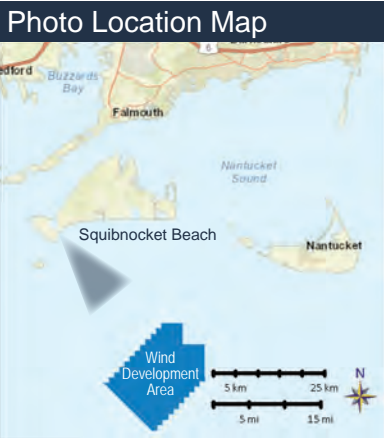 Photo Location Map
6
edford
Buzzards
Bay
Falmouth
Nantucket
Sound
Squibnocket Beach
Nantucket
Wind
Development
Area
N
5 km
25 km
5 mi
15 mi